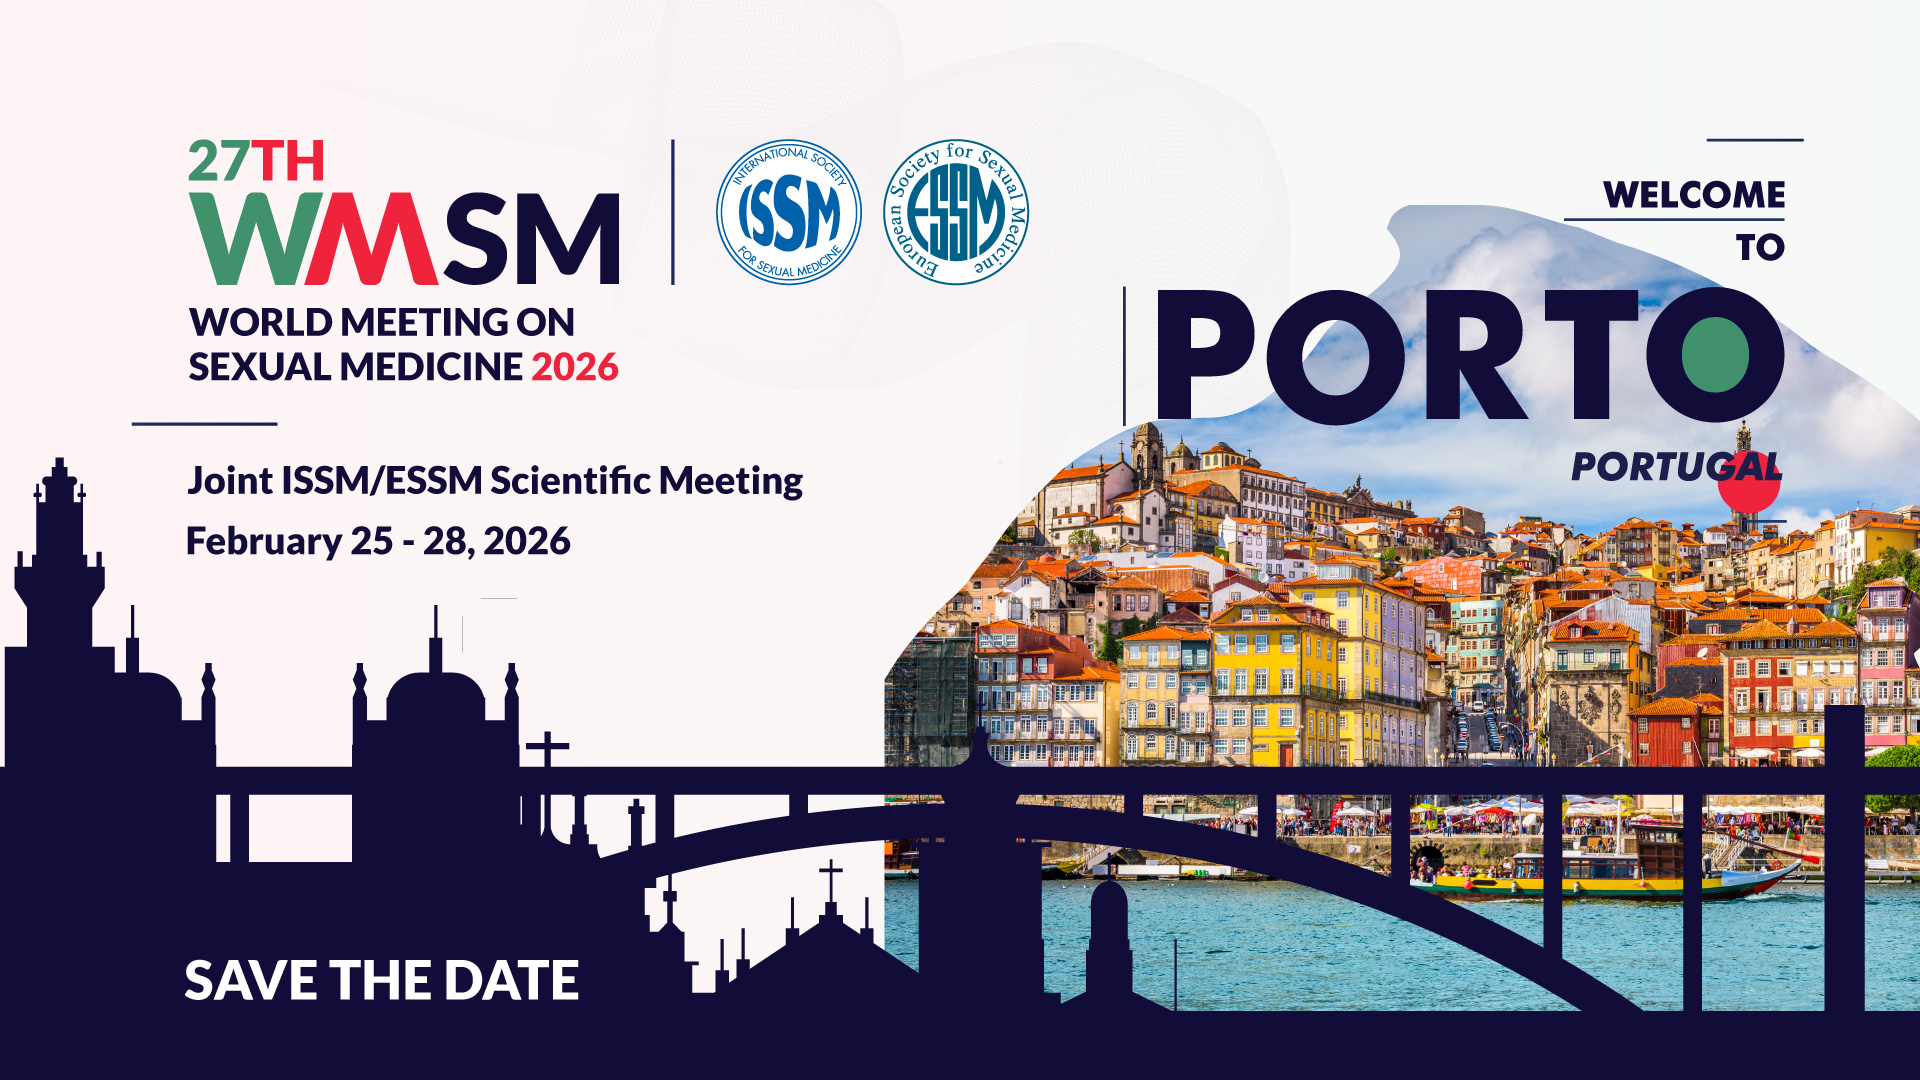 27TH
WMSM
WORLD MEETING ON
SEXUAL MEDICINE 2026
INTERNATIONAL SOCIETY
ISSM
FOR SEXUAL MEDICINE
European Society for Sexual Medicine
ESSM
Joint ISSM/ESSM Scientific Meeting
February 25 - 28, 2026
WELCOME
TO
PORTO
PORTUGAL
SAVE THE DATE